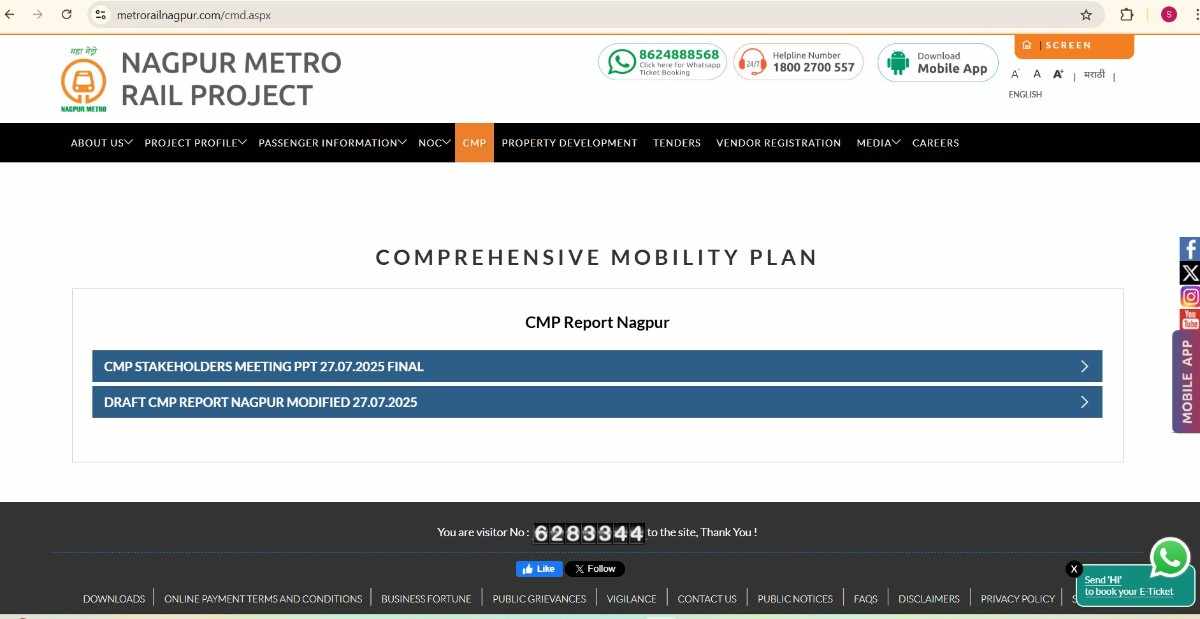 metrorailnagpur.com/cmd.aspx
S
महा मेट्रो
NAGPUR METRO
NAGPUR METRO
RAIL PROJECT
8624888568
Click here for Whatsapp
Ticket Booking
24/7
Helpline Number
1800 2700 557
Download
Mobile App
| SCREEN
A- A A+ | मराठी |
ENGLISH
ABOUT US PROJECT PROFILE PASSENGER INFORMATION NOC CMP PROPERTY DEVELOPMENT TENDERS VENDOR REGISTRATION MEDIA CAREERS
COMPREHENSIVE MOBILITY PLAN
CMP Report Nagpur
CMP STAKEHOLDERS MEETING PPT 27.07.2025 FINAL
DRAFT CMP REPORT NAGPUR MODIFIED 27.07.2025
You Tube
MOBILE APP
You are visitor No : 6283344 to the site, Thank You !
Like X Follow
X
Send 'HI'
to book your E-Ticket
DOWNLOADS | ONLINE PAYMENT TERMS AND CONDITIONS | BUSINESS FORTUNE | PUBLIC GRIEVANCES | VIGILANCE | CONTACT US | PUBLIC NOTICES | FAQS | DISCLAIMERS | PRIVACY POLICY | S